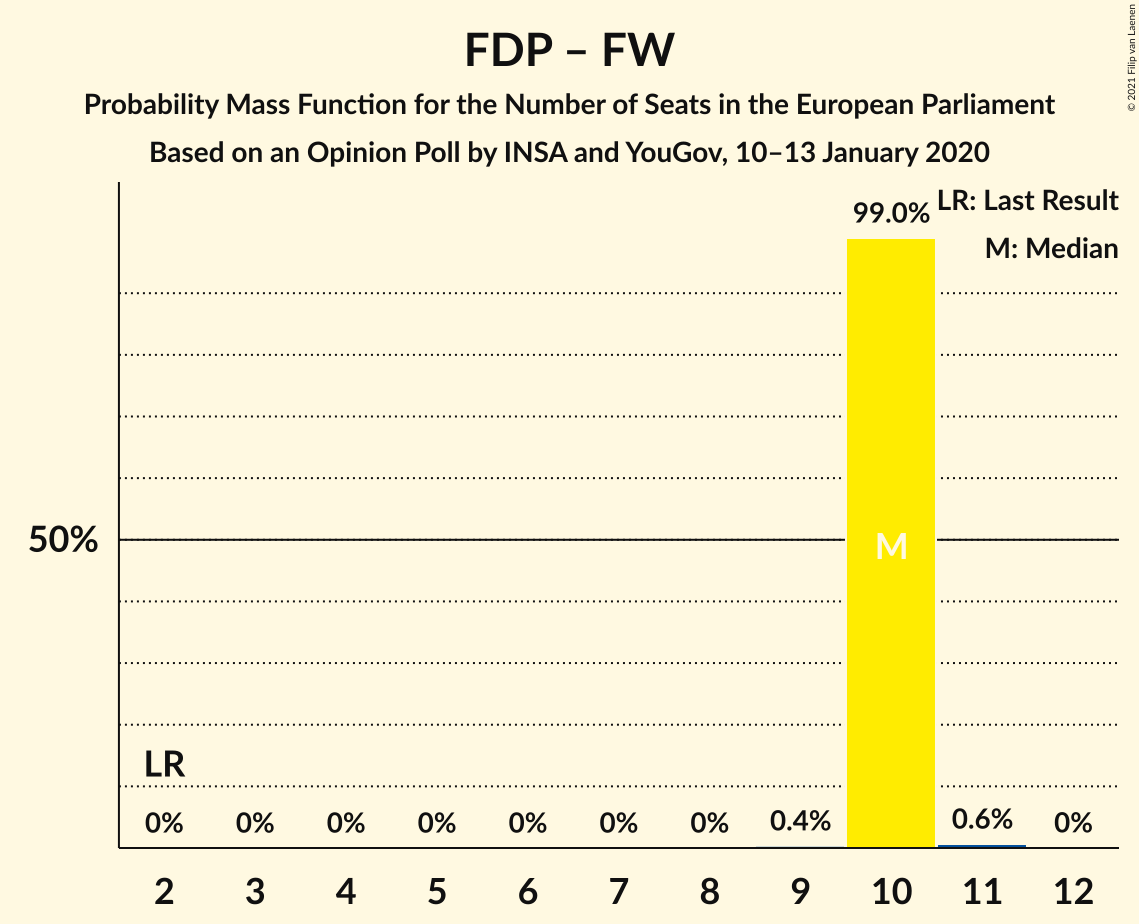 FDP – FW
Probability Mass Function for the Number of Seats in the European Parliament
Based on an Opinion Poll by INSA and YouGov, 10–13 January 2020
© 2021 Filip van Laenen
LR: Last Result
M: Median
99.0%
50%
M
LR
0% 0% 0% 0% 0% 0% 0% 0.4% 0.6% 0%
2 3 4 5 6 7 8 9 10 11 12